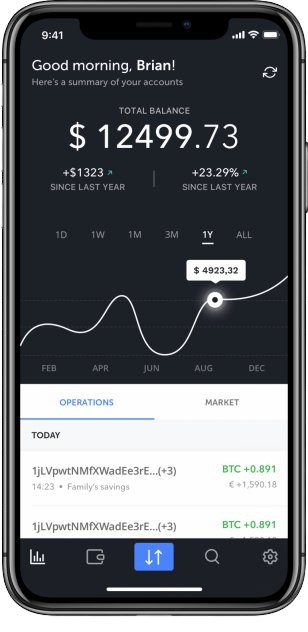 9:41
Good morning, Brian!
Here's a summary of your accounts
TOTAL BALANCE
$ 12499.73
+$1323 ↗ +23.29% ↗
SINCE LAST YEAR SINCE LAST YEAR
1D 1W 1M 3M 1Y ALL
$ 4923,32
FEB APR JUN AUG DEC
OPERATIONS MARKET
TODAY
1jLVpwtNMfXWadEe3rE...(+3) BTC +0.891
14:23 • Family's savings € +1,590.18
1jLVpwtNMfXWadEe3rE...(+3) BTC +0.891